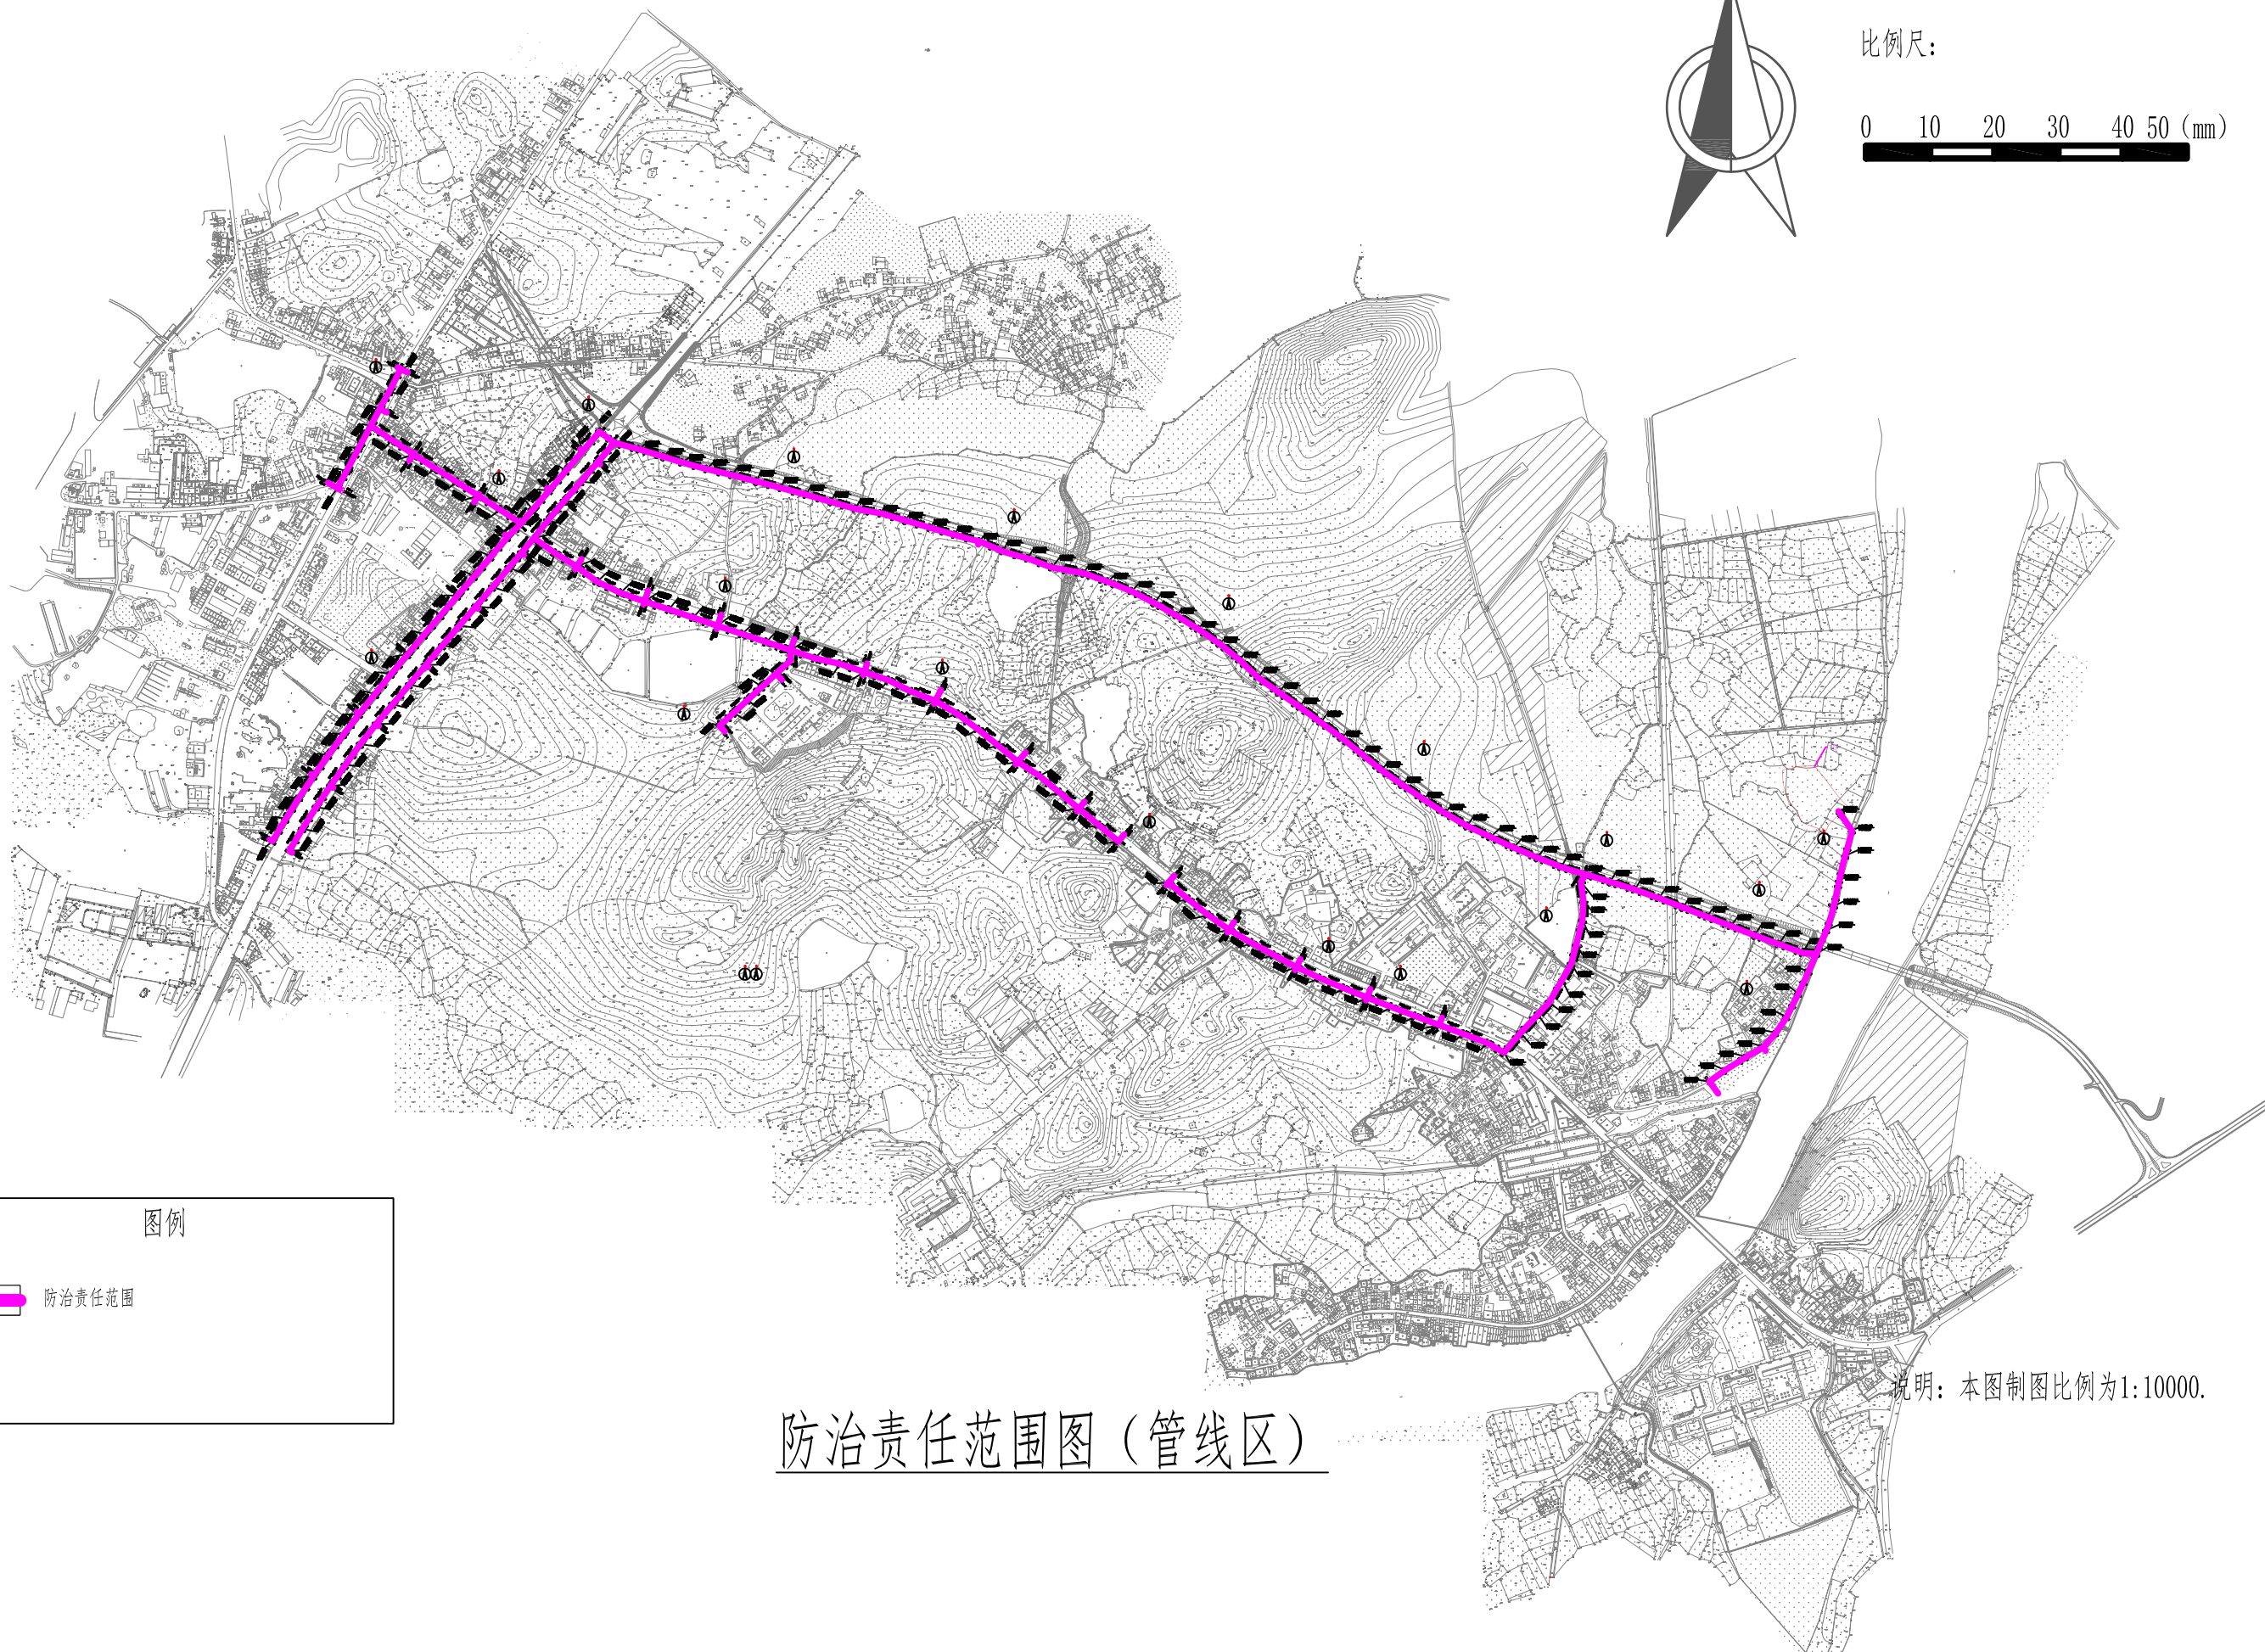 比例尺:
0 10 20 30 40 50 (mm)
图例
防治责任范围
说明: 本图制图比例为1:10000.
防治责任范围图（管线区）